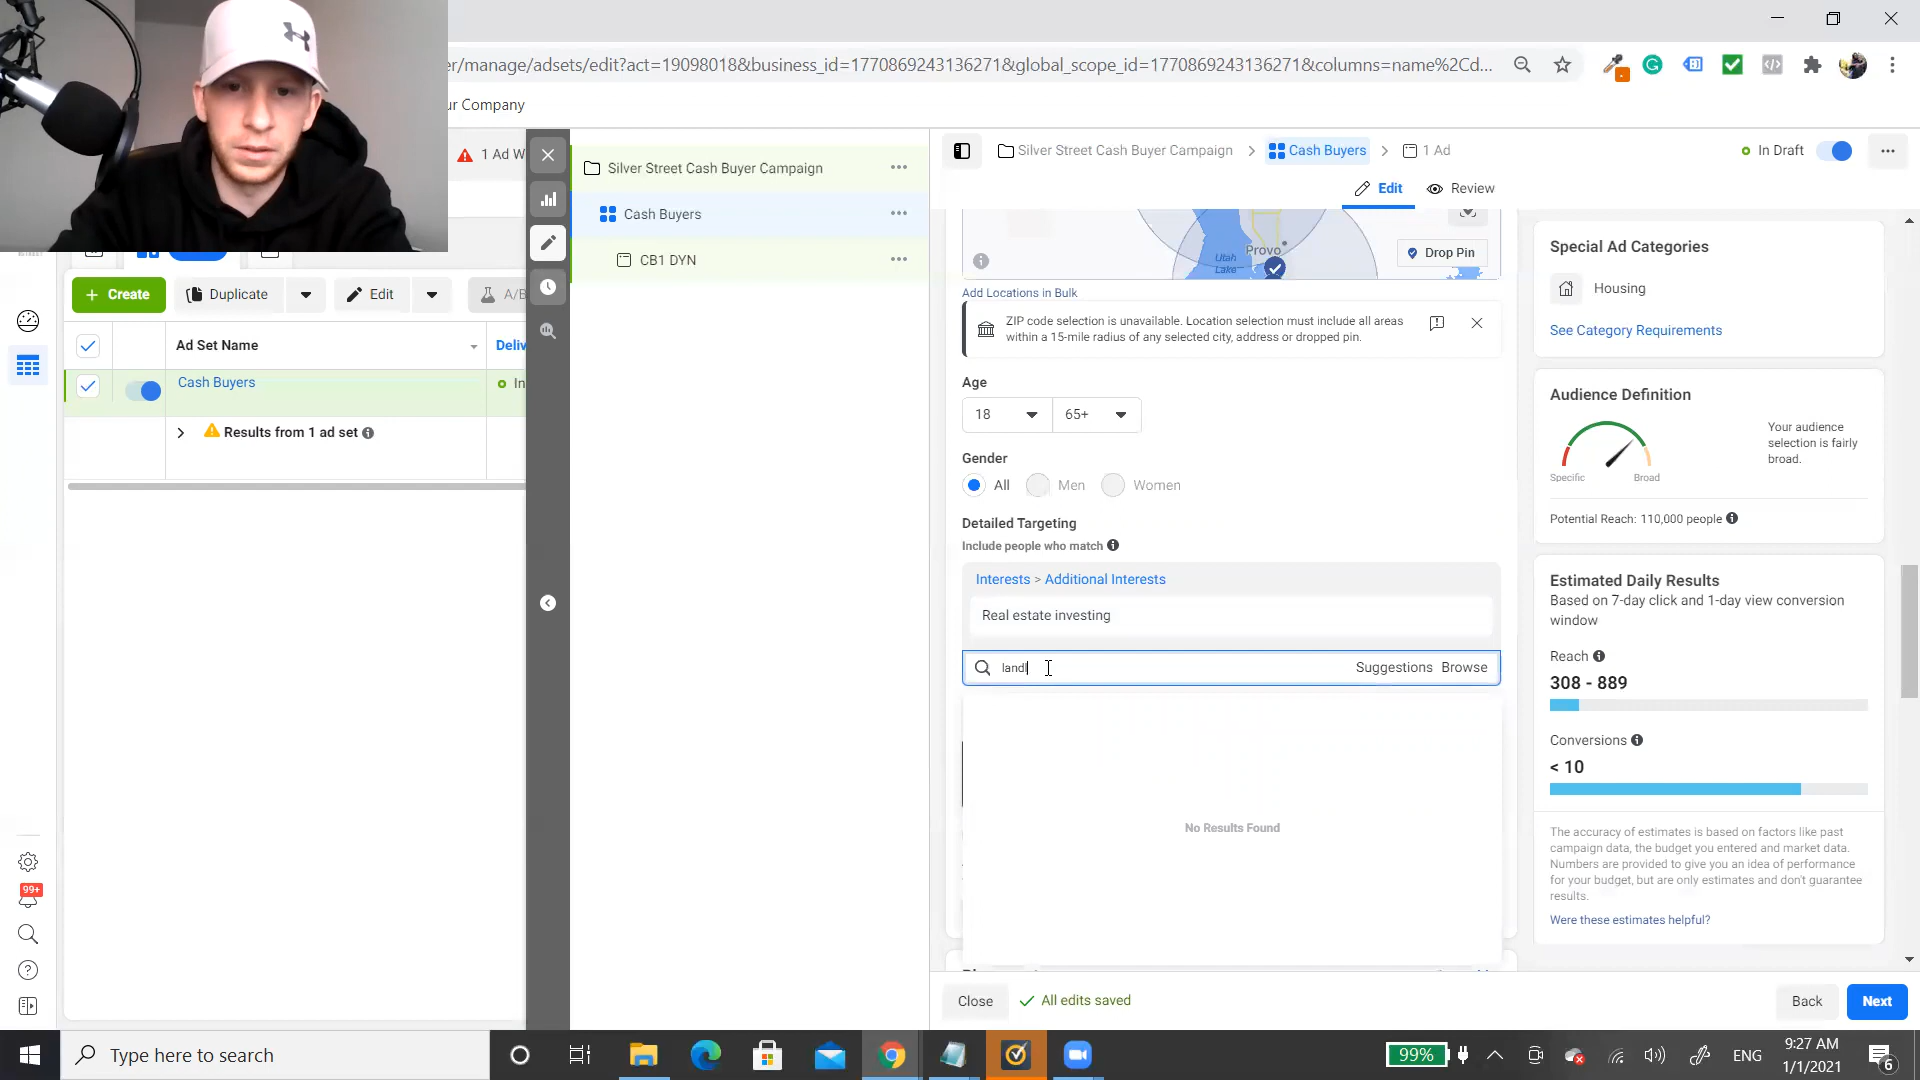 er/manage/adsets/edit?act=19098018&business_id=1770869243136271&global_scope_id=1770869243136271&columns=name%2Cd...
ur Company
1 Ad W
Silver Street Cash Buyer Campaign
Cash Buyers
CB1 DYN
Silver Street Cash Buyer Campaign > Cash Buyers > 1 Ad
In Draft
Edit
Review
Create
Duplicate
Edit
A/B
Ad Set Name
Deliv
Cash Buyers
In
Results from 1 ad set
Provo
Utah
Lake
Drop Pin
Add Locations in Bulk
ZIP code selection is unavailable. Location selection must include all areas
within a 15-mile radius of any selected city, address or dropped pin.
Age
18
65+
Gender
All
Men
Women
Detailed Targeting
Include people who match
Interests > Additional Interests
Real estate investing
landl
Suggestions Browse
No Results Found
Close
All edits saved
Back
Next
Special Ad Categories
Housing
See Category Requirements
Audience Definition
Specific
Broad
Your audience
selection is fairly
broad.
Potential Reach: 110,000 people
Estimated Daily Results
Based on 7-day click and 1-day view conversion
window
Reach
308 - 889
Conversions
< 10
The accuracy of estimates is based on factors like past
campaign data, the budget you entered and market data.
Numbers are provided to give you an idea of performance
for your budget, but are only estimates and don't guarantee
results.
Were these estimates helpful?
99+
Type here to search
99%
ENG
9:27 AM
1/1/2021
6